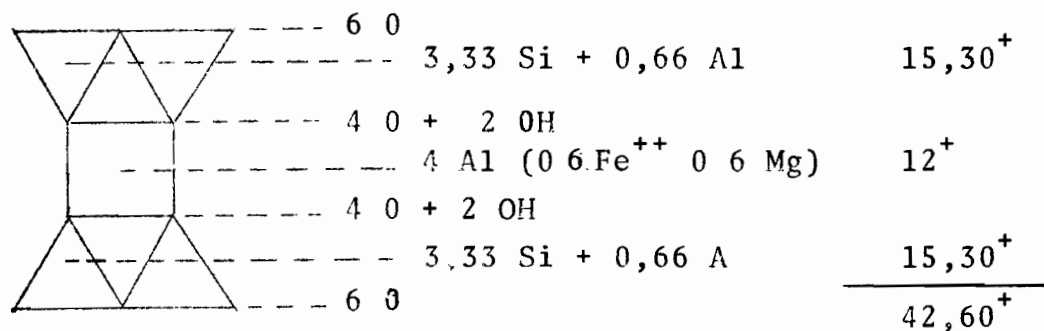 6 0
3,33 Si + 0,66 Al 15,30⁺
4 0 + 2 OH
4 Al (0 6 Fe⁺⁺ 0 6 Mg) 12⁺
4 0 + 2 OH
3,33 Si + 0,66 A 15,30⁺
6 0
42,60⁺